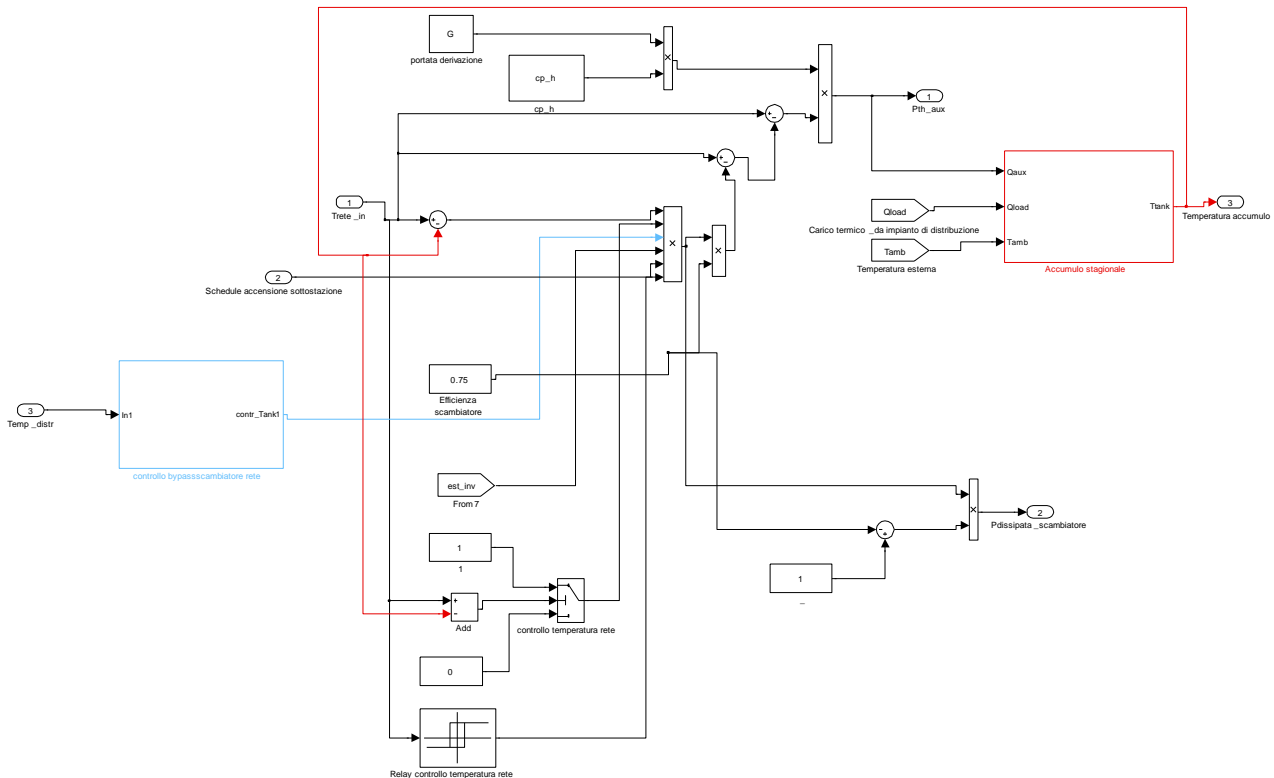 G
portata derivazione
cp_h
cp_h
×
×
+
−
1
Pth_aux
+
−
1
Trete _in
+
−
×
×
Qaux
Qload
Tamb
Ttank
Accumulo stagionale
Qload
Carico termico _da impianto di distribuzione
Tamb
Temperatura esterna
3
Temperatura accumulo
2
Schedule accensione sottostazione
0.75
Efficienza
scambiatore
3
Temp _distr
In1
contr_Tank1
controllo bypassscambiatore rete
est_inv
From 7
×
2
Pdissipata _scambiatore
−
+
1
_
1
1
+
−
Add
controllo temperatura rete
0
Relay controllo temperatura rete